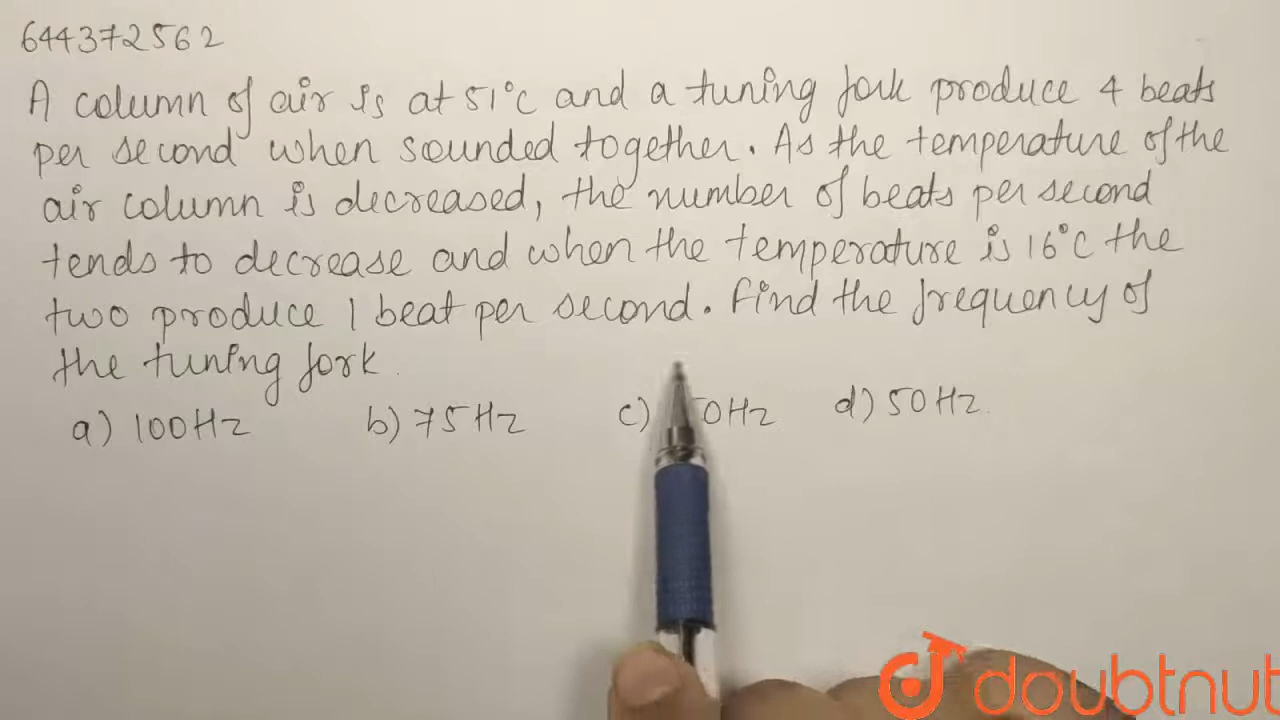 644372562
A column of air is at 51°C and a tuning fork produce 4 beats
per second when sounded together. As the temperature of the
air column is decreased, the number of beats per second
tends to decrease and when the temperature is 16°C the
two produce 1 beat per second. Find the frequency of
the tuning fork.
a) 100Hz b) 75Hz c) 0Hz d) 50Hz.
doubtnut